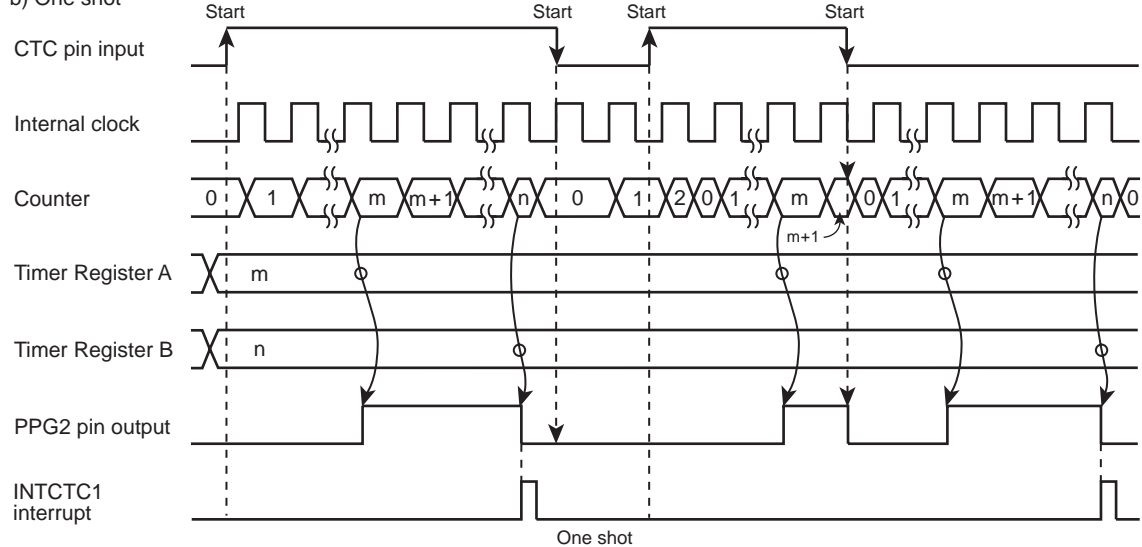 b) One shot
Start Start Start Start
CTC pin input
Internal clock
Counter 0 1 m m+1 n 0 1 2 0 1 m 0 1 m m+1 n 0
m+1
Timer Register A m
Timer Register B n
PPG2 pin output
INTCTC1
interrupt
One shot